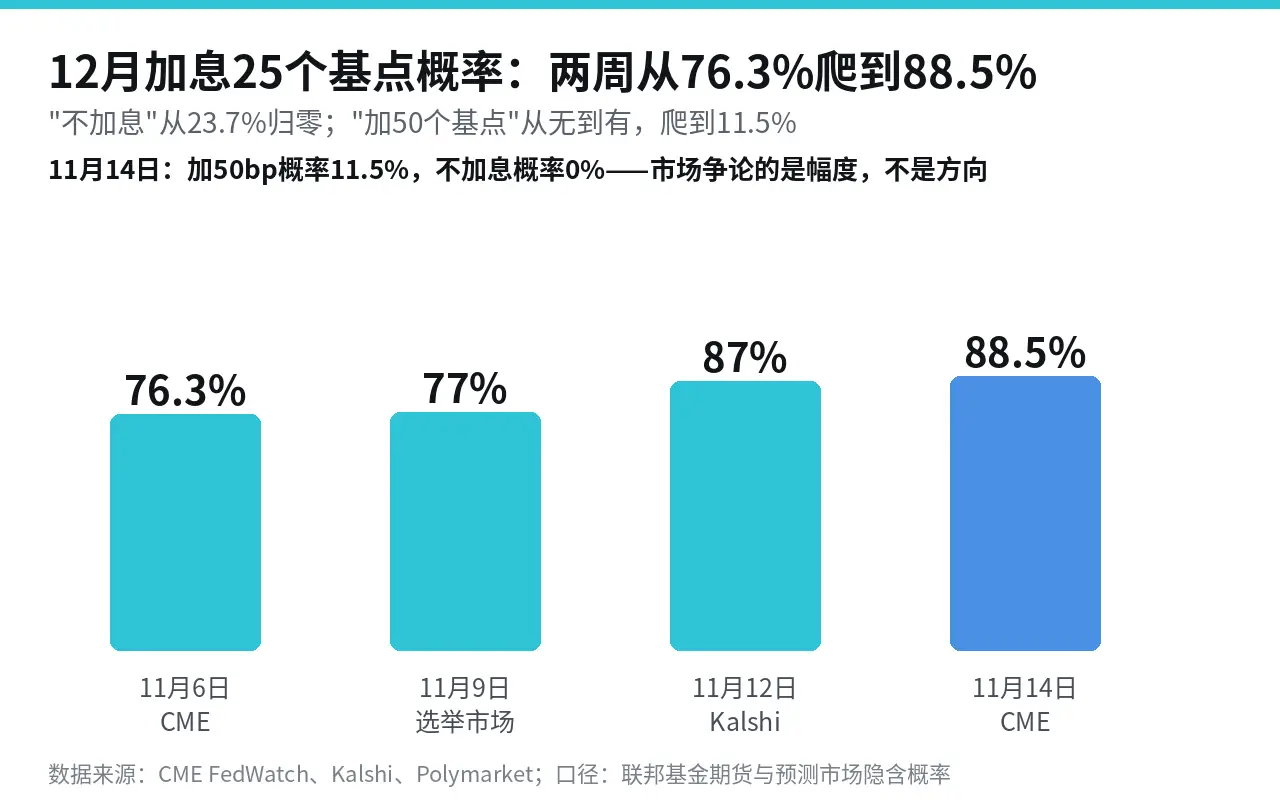 12月加息25个基点概率：两周从76.3%爬到88.5%
"不加息"从23.7%归零；"加50个基点"从无到有，爬到11.5%
11月14日：加50bp概率11.5%，不加息概率0%——市场争论的是幅度，不是方向
76.3%
77%
87%
88.5%
11月6日
CME
11月9日
选举市场
11月12日
Kalshi
11月14日
CME
数据来源：CME FedWatch、Kalshi、Polymarket；口径：联邦基金期货与预测市场隐含概率